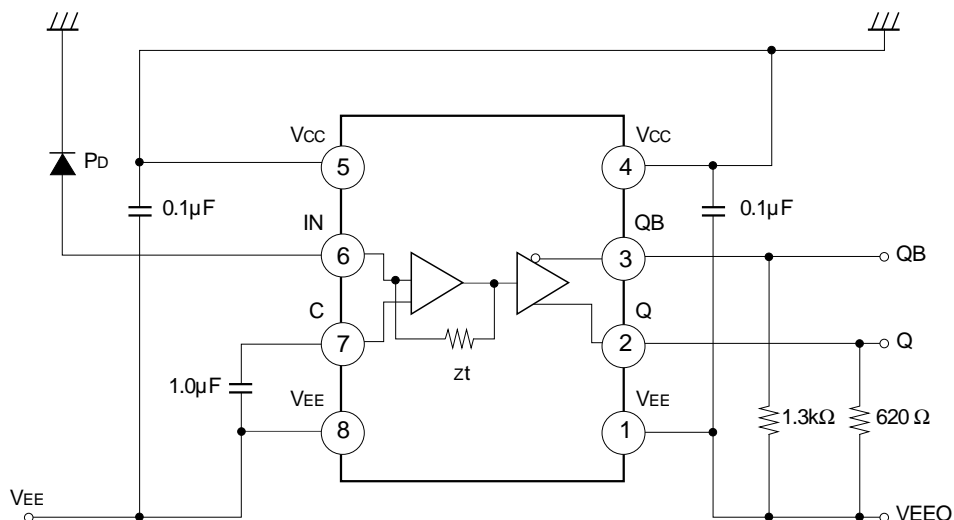 VCC
VCC
PD
5
4
0.1µF
0.1µF
IN
QB
6
3
QB
C
Q
7
2
Q
zt
1.0µF
VEE
VEE
8
1
1.3kΩ
620 Ω
VEE
VEEO